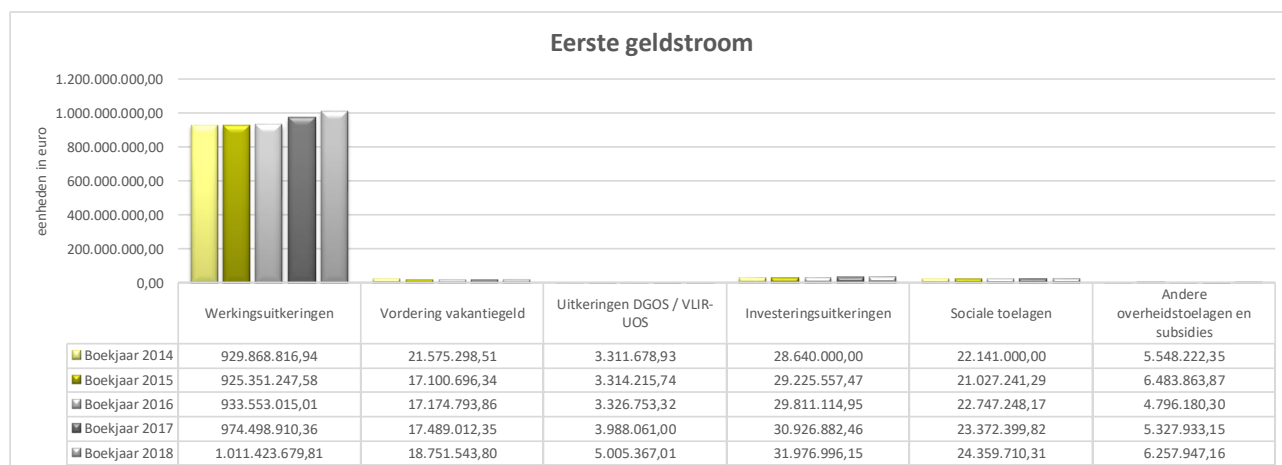 Eerste geldstroom
eenheden in euro
1.200.000.000,00
1.000.000.000,00
800.000.000,00
600.000.000,00
400.000.000,00
200.000.000,00
0,00
Werkingsuitkeringen Vordering vakantiegeld Uitkeringen DGOS / VLIR-UOS Investeringsuitkeringen Sociale toelagen Andere overheidstoelagen en subsidies
Boekjaar 2014 929.868.816,94 21.575.298,51 3.311.678,93 28.640.000,00 22.141.000,00 5.548.222,35
Boekjaar 2015 925.351.247,58 17.100.696,34 3.314.215,74 29.225.557,47 21.027.241,29 6.483.863,87
Boekjaar 2016 933.553.015,01 17.174.793,86 3.326.753,32 29.811.114,95 22.747.248,17 4.796.180,30
Boekjaar 2017 974.498.910,36 17.489.012,35 3.988.061,00 30.926.882,46 23.372.399,82 5.327.933,15
Boekjaar 2018 1.011.423.679,81 18.751.543,80 5.005.367,01 31.976.996,15 24.359.710,31 6.257.947,16